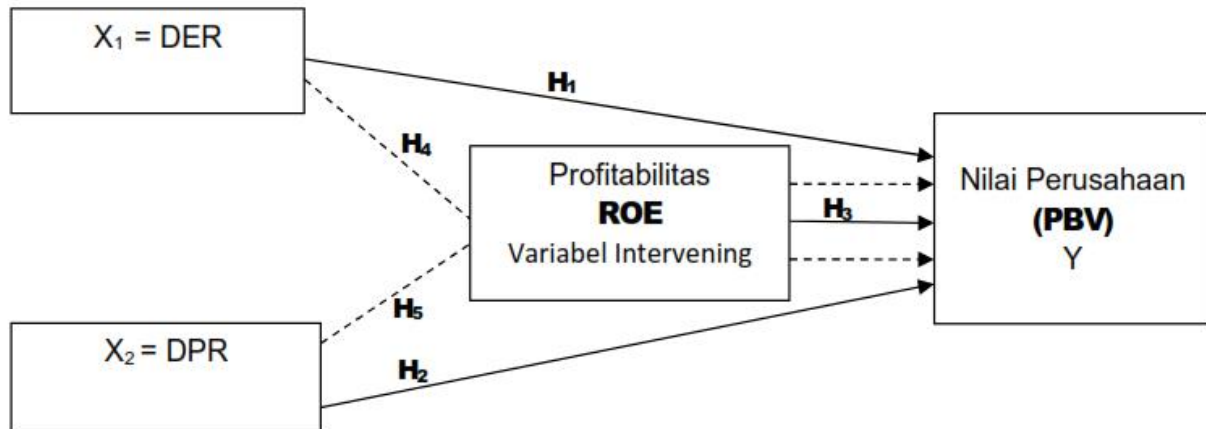 X₁ = DER
H₁
H₄
Profitabilitas
ROE
Variabel Intervening
H₃
Nilai Perusahaan
(PBV)
Y
H₅
X₂ = DPR
H₂